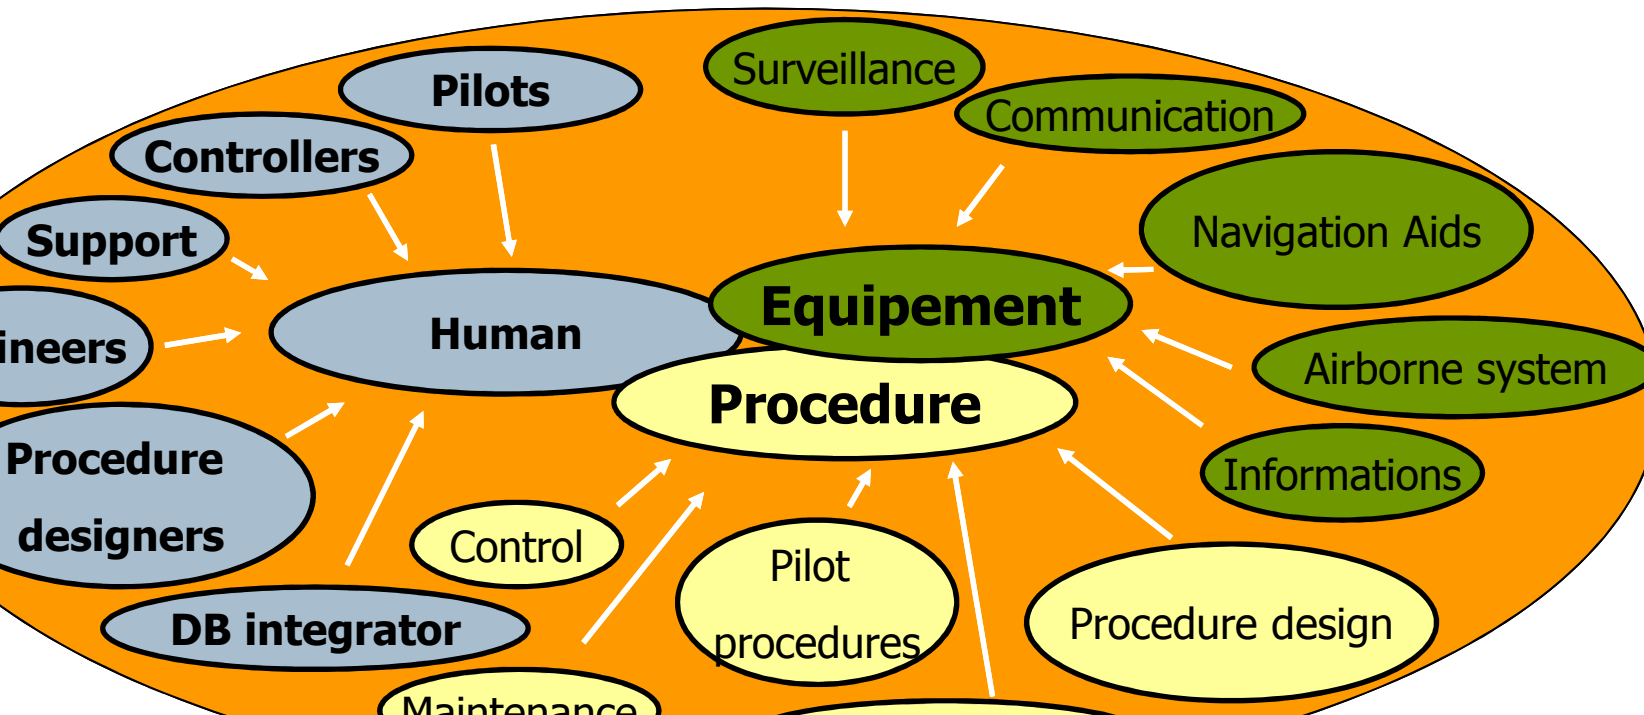 Surveillance
Pilots
Communication
Controllers
Navigation Aids
Support
Equipement
Human
ineers
Airborne system
Procedure
Procedure
designers
Informations
Control
Pilot
procedures
Procedure design
DB integrator
Maintenance